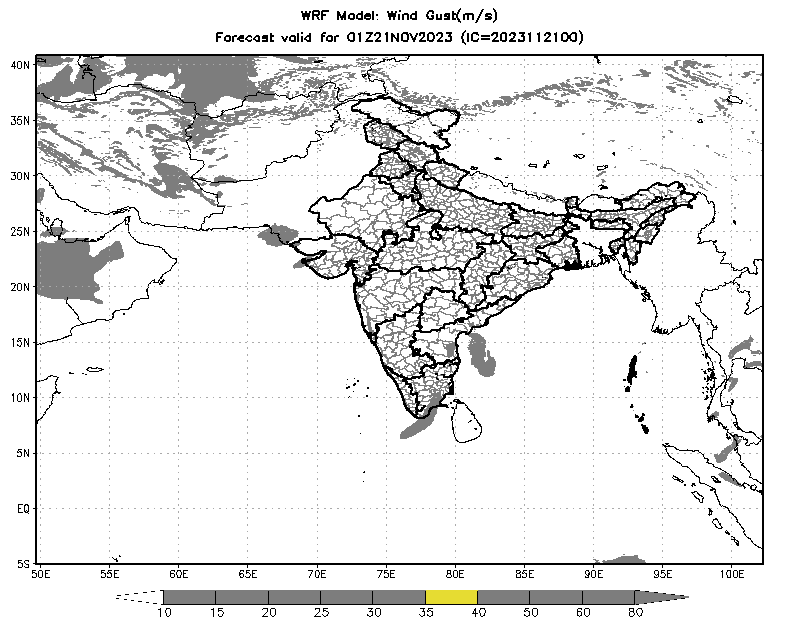 WRF Model: Wind Gust(m/s)
Forecast valid for 01Z21NOV2023 (IC=2023112100)
40N
35N
30N
25N
20N
15N
10N
5N
EQ
5S
50E 55E 60E 65E 70E 75E 80E 85E 90E 95E 100E
10 15 20 25 30 35 40 50 60 80